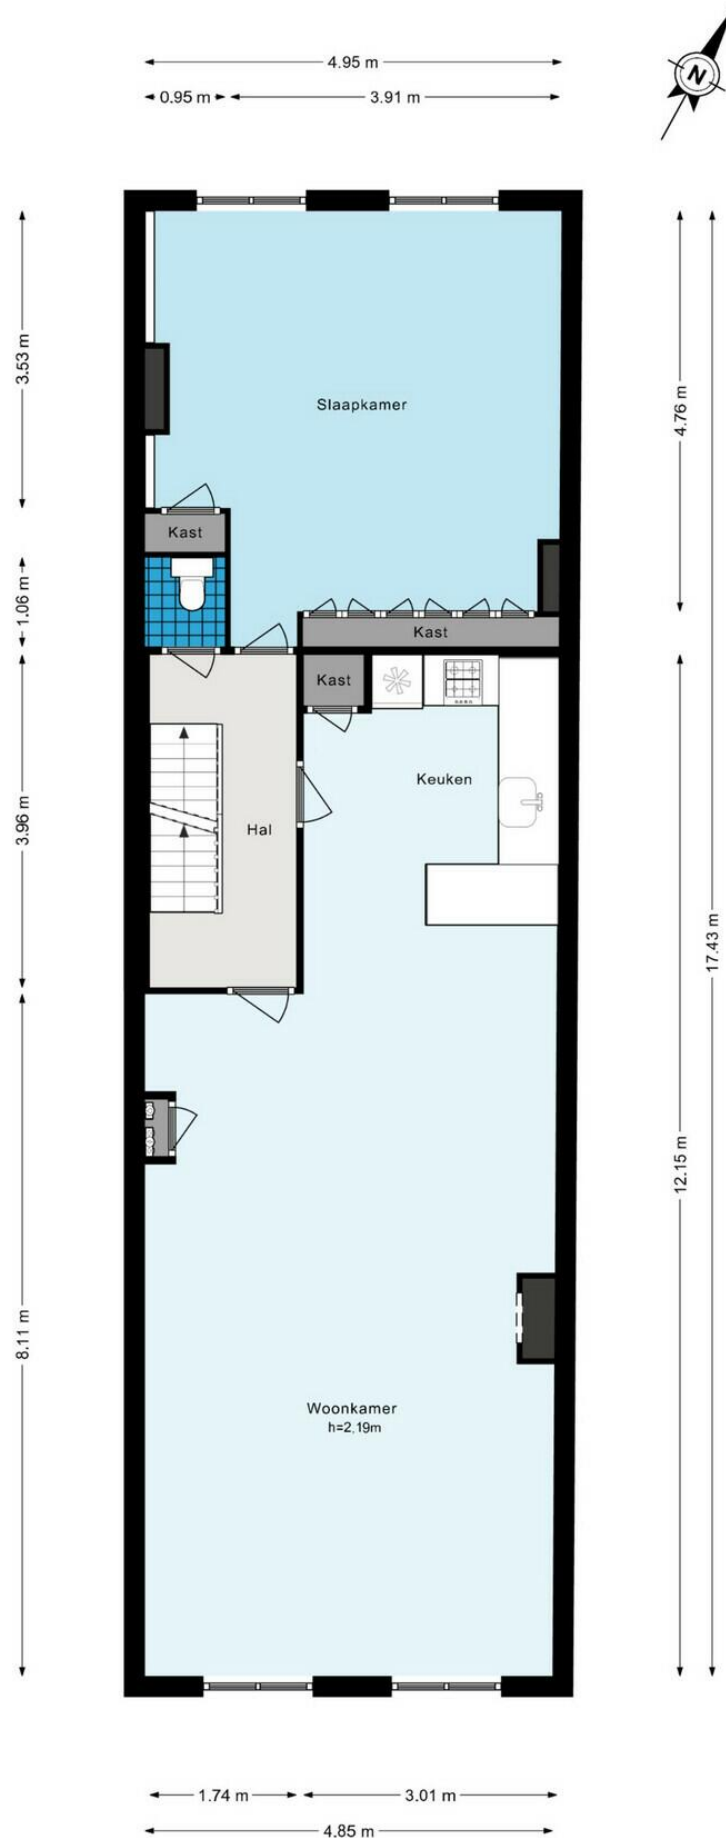 N
4.95 m
0.95 m
3.91 m
3.53 m
4.76 m
Slaapkamer
Kast
1.06 m
Kast
Kast
Keuken
Hal
3.96 m
17.43 m
12.15 m
8.11 m
Woonkamer
h=2,19m
1.74 m
3.01 m
4.85 m